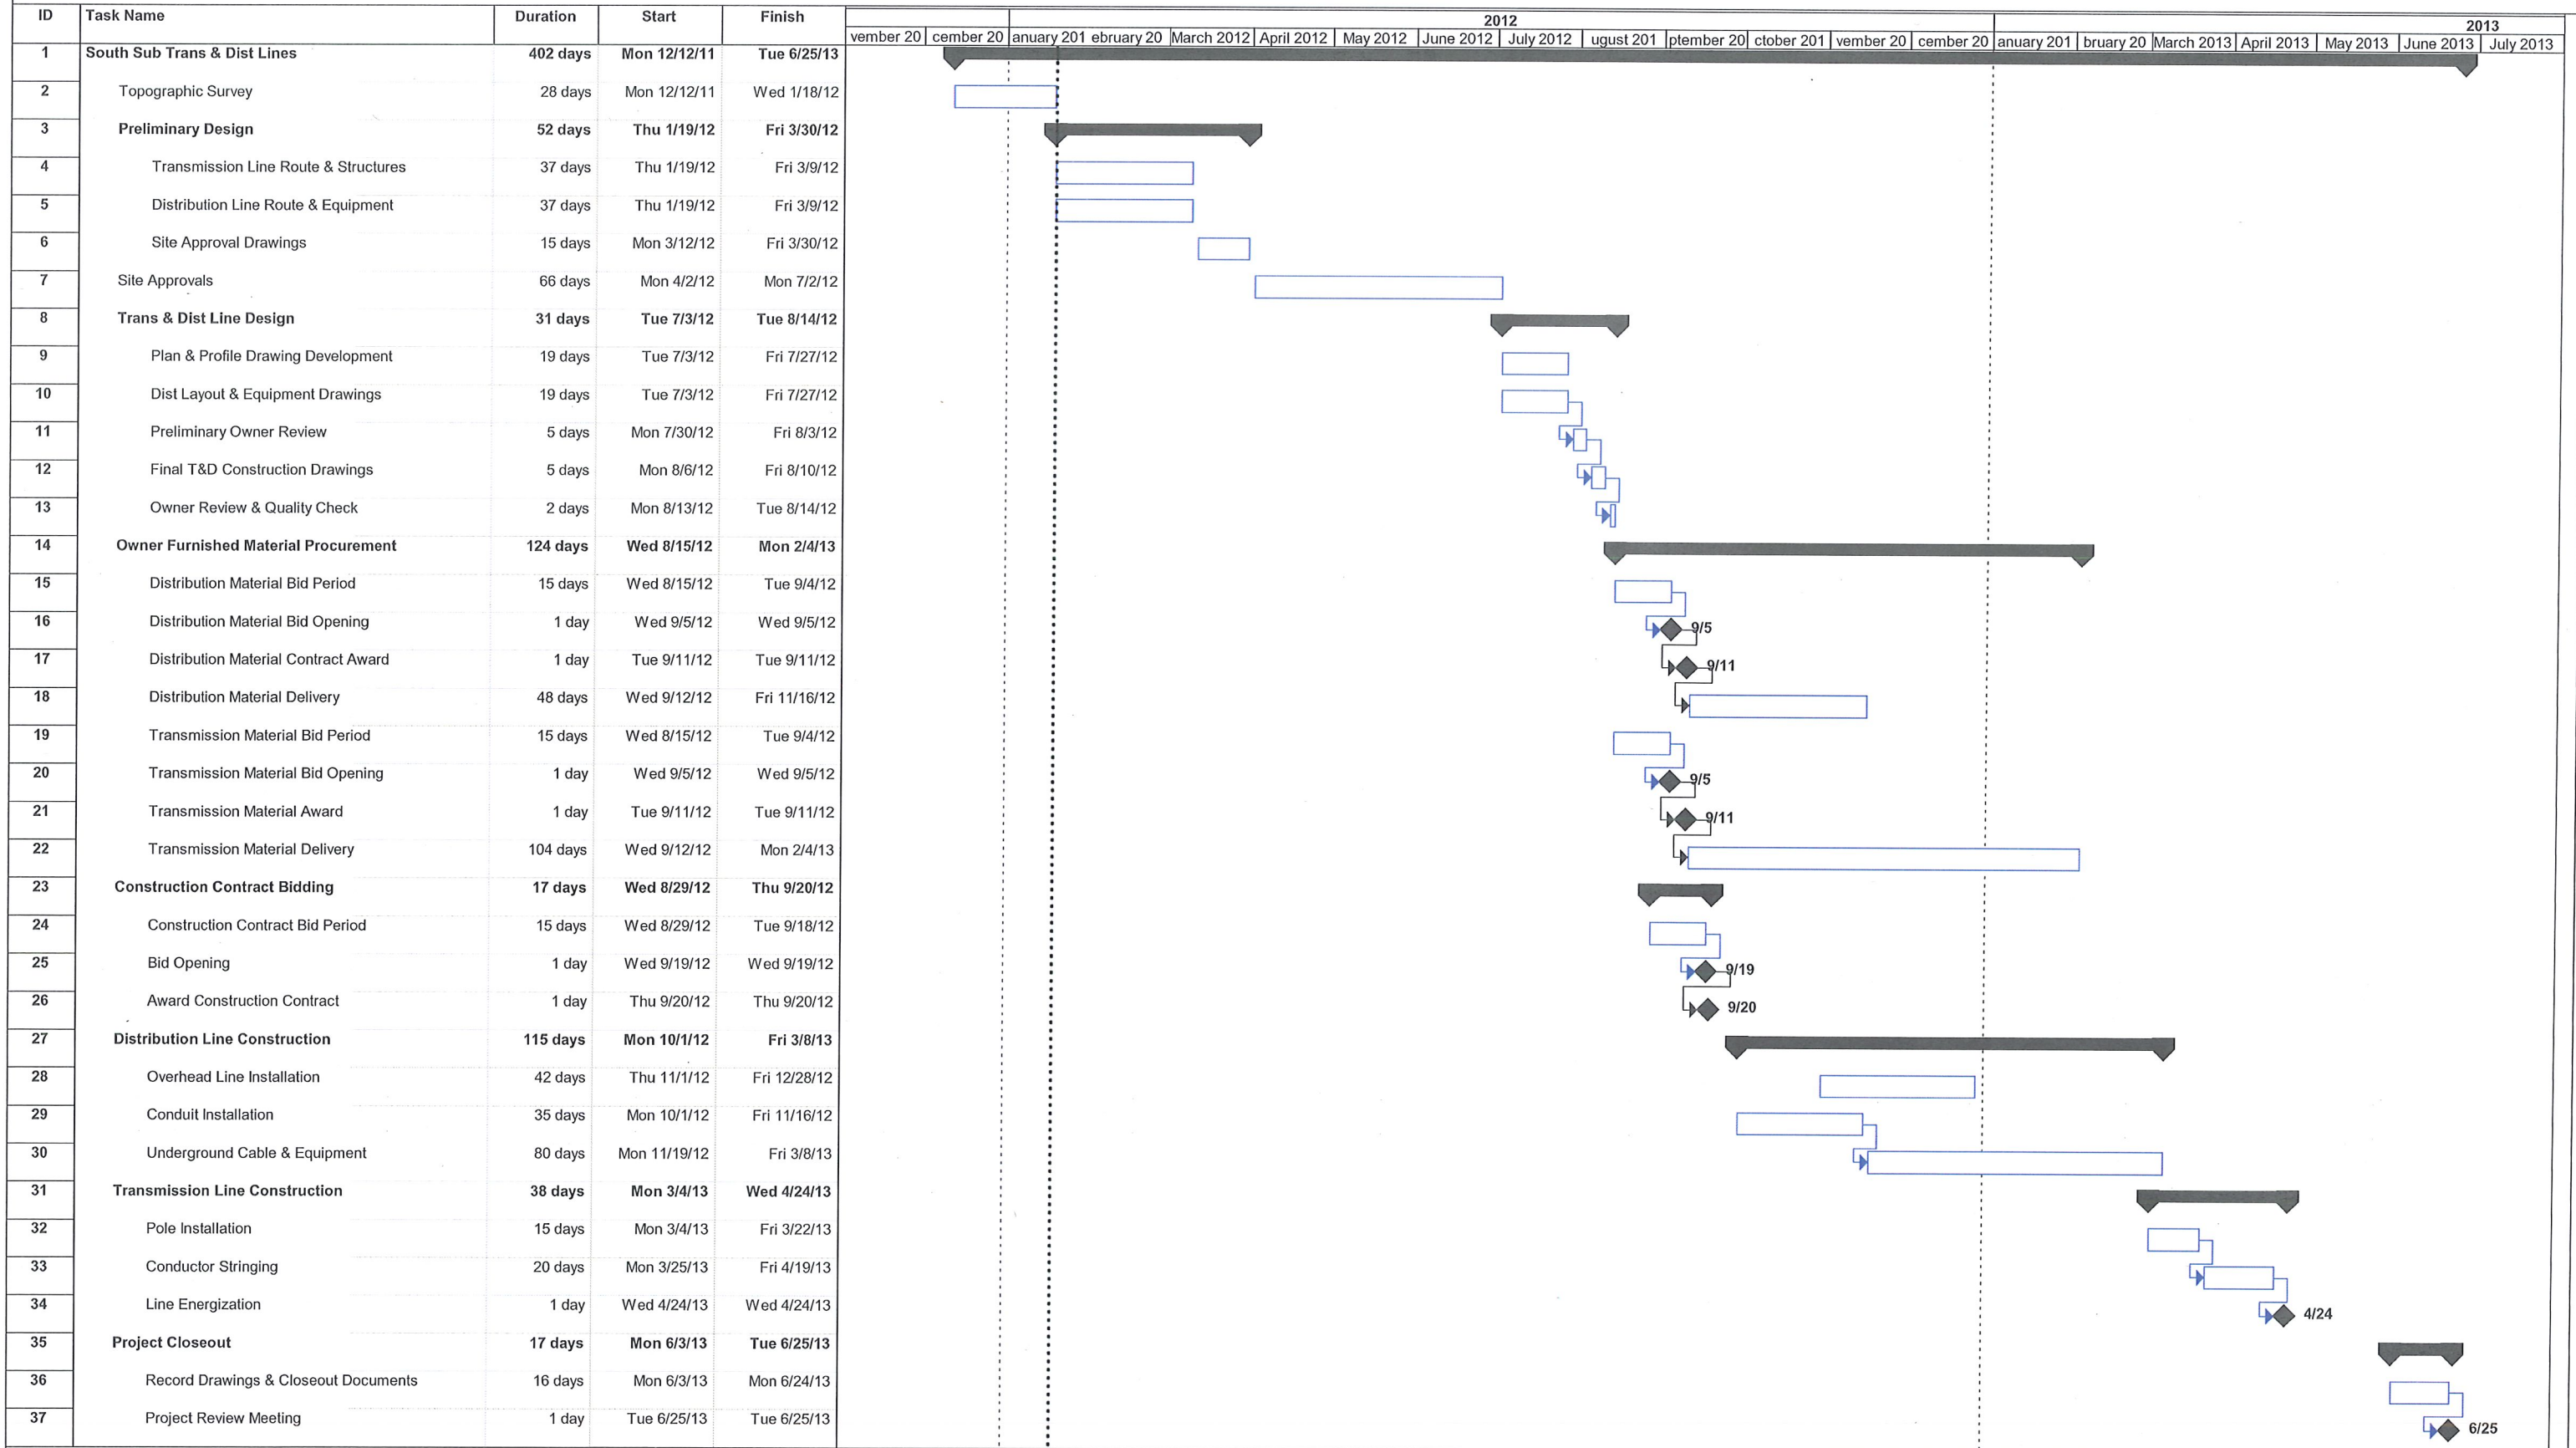 ID Task Name Duration Start Finish 2012 2013
vember 20 cember 20 anuary 201 ebruary 20 March 2012 April 2012 May 2012 June 2012 July 2012 ugust 201 ptember 20 ctober 201 vember 20 cember 20 anuary 201 bruary 20 March 2013 April 2013 May 2013 June 2013 July 2013
1 South Sub Trans & Dist Lines 402 days Mon 12/12/11 Tue 6/25/13
2 Topographic Survey 28 days Mon 12/12/11 Wed 1/18/12
3 Preliminary Design 52 days Thu 1/19/12 Fri 3/30/12
4 Transmission Line Route & Structures 37 days Thu 1/19/12 Fri 3/9/12
5 Distribution Line Route & Equipment 37 days Thu 1/19/12 Fri 3/9/12
6 Site Approval Drawings 15 days Mon 3/12/12 Fri 3/30/12
7 Site Approvals 66 days Mon 4/2/12 Mon 7/2/12
8 Trans & Dist Line Design 31 days Tue 7/3/12 Tue 8/14/12
9 Plan & Profile Drawing Development 19 days Tue 7/3/12 Fri 7/27/12
10 Dist Layout & Equipment Drawings 19 days Tue 7/3/12 Fri 7/27/12
11 Preliminary Owner Review 5 days Mon 7/30/12 Fri 8/3/12
12 Final T&D Construction Drawings 5 days Mon 8/6/12 Fri 8/10/12
13 Owner Review & Quality Check 2 days Mon 8/13/12 Tue 8/14/12
14 Owner Furnished Material Procurement 124 days Wed 8/15/12 Mon 2/4/13
15 Distribution Material Bid Period 15 days Wed 8/15/12 Tue 9/4/12
16 Distribution Material Bid Opening 1 day Wed 9/5/12 Wed 9/5/12 9/5
17 Distribution Material Contract Award 1 day Tue 9/11/12 Tue 9/11/12 9/11
18 Distribution Material Delivery 48 days Wed 9/12/12 Fri 11/16/12
19 Transmission Material Bid Period 15 days Wed 8/15/12 Tue 9/4/12
20 Transmission Material Bid Opening 1 day Wed 9/5/12 Wed 9/5/12 9/5
21 Transmission Material Award 1 day Tue 9/11/12 Tue 9/11/12 9/11
22 Transmission Material Delivery 104 days Wed 9/12/12 Mon 2/4/13
23 Construction Contract Bidding 17 days Wed 8/29/12 Thu 9/20/12
24 Construction Contract Bid Period 15 days Wed 8/29/12 Tue 9/18/12
25 Bid Opening 1 day Wed 9/19/12 Wed 9/19/12 9/19
26 Award Construction Contract 1 day Thu 9/20/12 Thu 9/20/12 9/20
27 Distribution Line Construction 115 days Mon 10/1/12 Fri 3/8/13
28 Overhead Line Installation 42 days Thu 11/1/12 Fri 12/28/12
29 Conduit Installation 35 days Mon 10/1/12 Fri 11/16/12
30 Underground Cable & Equipment 80 days Mon 11/19/12 Fri 3/8/13
31 Transmission Line Construction 38 days Mon 3/4/13 Wed 4/24/13
32 Pole Installation 15 days Mon 3/4/13 Fri 3/22/13
33 Conductor Stringing 20 days Mon 3/25/13 Fri 4/19/13
34 Line Energization 1 day Wed 4/24/13 Wed 4/24/13 4/24
35 Project Closeout 17 days Mon 6/3/13 Tue 6/25/13
36 Record Drawings & Closeout Documents 16 days Mon 6/3/13 Mon 6/24/13
37 Project Review Meeting 1 day Tue 6/25/13 Tue 6/25/13 6/25